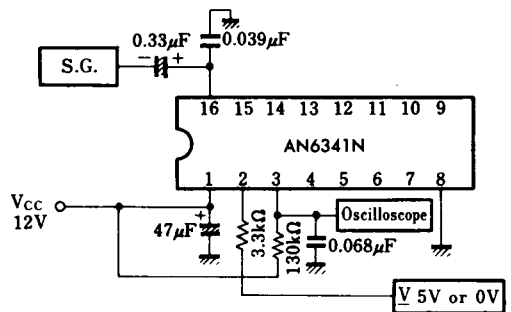 0.33μF
0.039μF
S.G.
− +
16 15 14 13 12 11 10 9
AN6341N
1 2 3 4 5 6 7 8
VCC
12V
+
47μF
3.3kΩ
130kΩ
Oscilloscope
0.068μF
V 5V or 0V